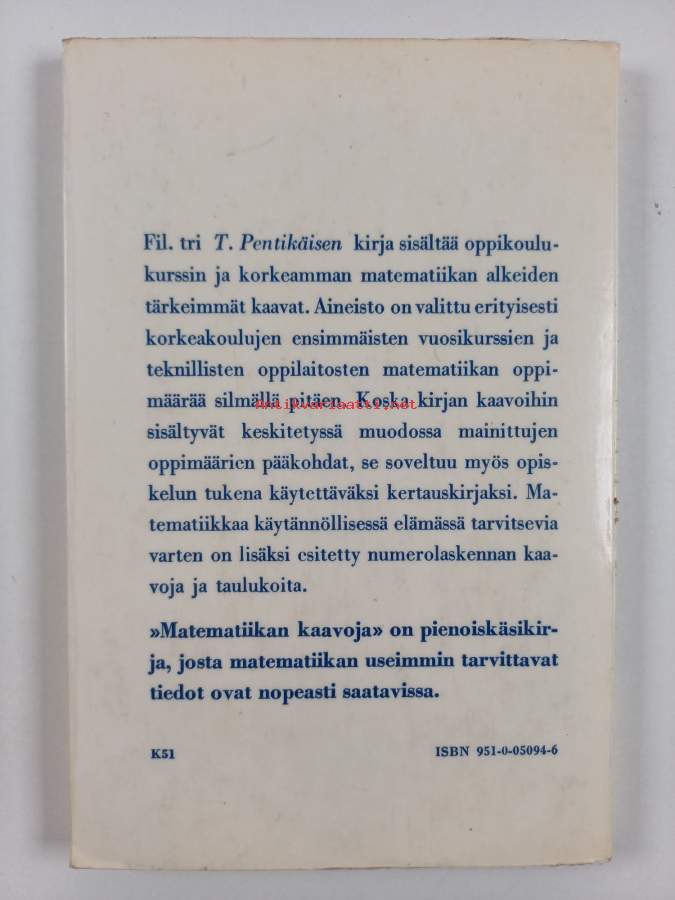 Fil. tri T. Pentikäisen kirja sisältää oppikoulu-
kurssin ja korkeamman matematiikan alkeiden
tärkeimmät kaavat. Aineisto on valittu erityisesti
korkeakoulujen ensimmäisten vuosikurssien ja
teknillisten oppilaitosten matematiikan oppi-
määrää silmällä pitäen. Koska kirjan kaavoihin
Antikvariaatti.net
sisältyvät keskitetyssä muodossa mainittujen
oppimäärien pääkohdat, se soveltuu myös opis-
kelun tukena käytettäväksi kertauskirjaksi. Ma-
tematiikkaa käytännöllisessä elämässä tarvitsevia
varten on lisäksi esitetty numerolaskennan kaa-
voja ja taulukoita.
»Matematiikan kaavoja» on pienoiskäsikir-
ja, josta matematiikan useimmin tarvittavat
tiedot ovat nopeasti saatavissa.
K51
ISBN 951-0-05094-6